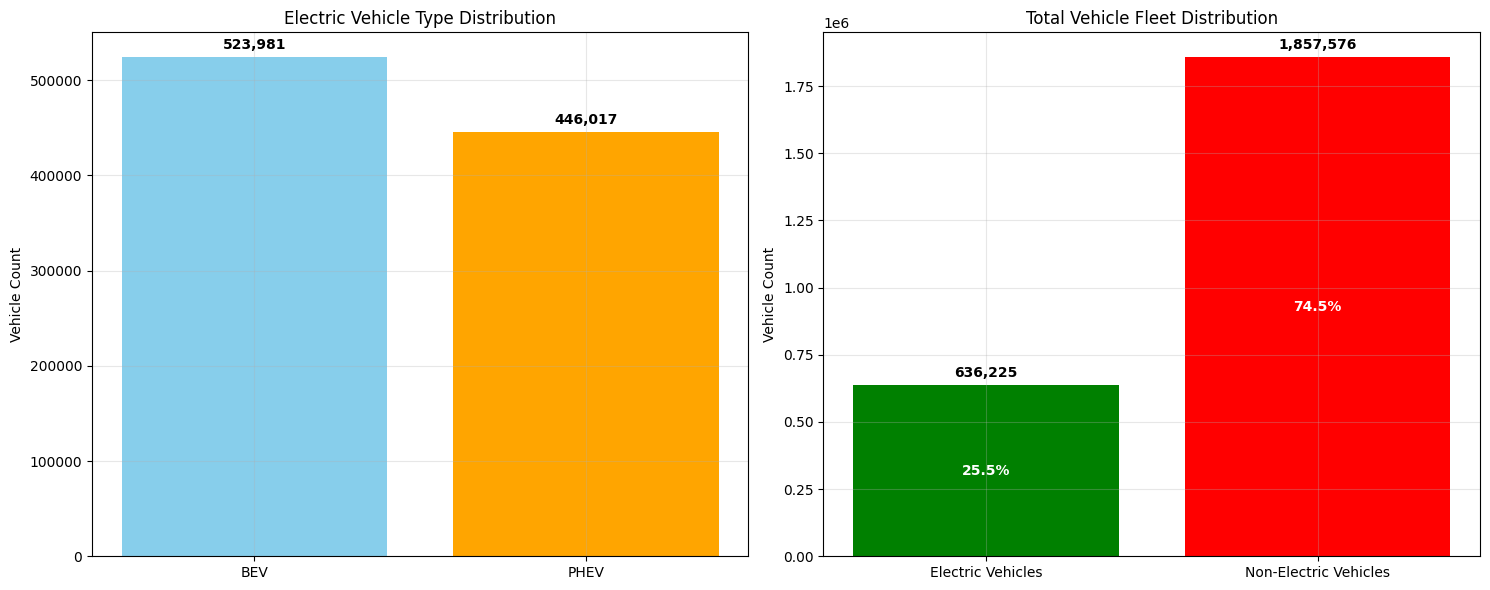 Electric Vehicle Type Distribution
523,981
446,017
500000
400000
300000
200000
100000
0
Vehicle Count
BEV
PHEV
Total Vehicle Fleet Distribution
1e6
1,857,576
636,225
74.5%
25.5%
1.75
1.50
1.25
1.00
0.75
0.50
0.25
0.00
Vehicle Count
Electric Vehicles
Non-Electric Vehicles